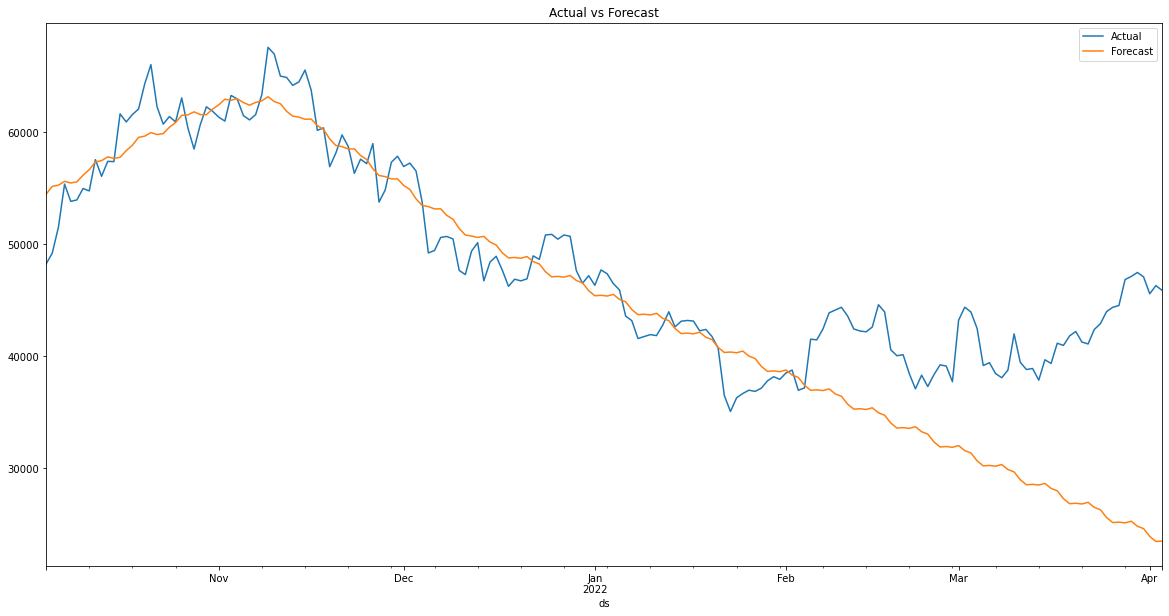 Actual vs Forecast
Actual
Forecast
60000
50000
40000
30000
Nov
Dec
Jan
2022
Feb
Mar
Apr
ds